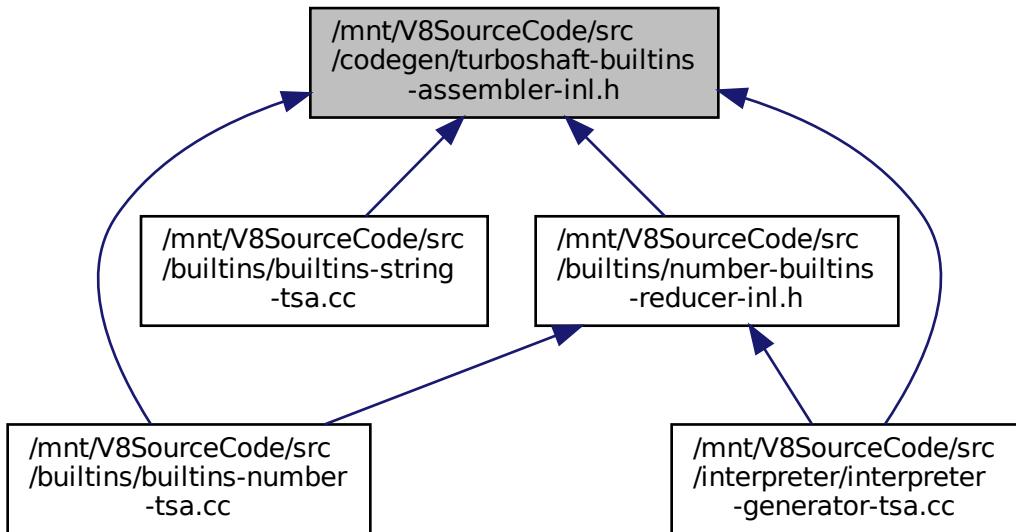 /mnt/V8SourceCode/src
/codegen/turboshaft-builtins
-assembler-inl.h
/mnt/V8SourceCode/src
/builtins/builtins-string
-tsa.cc
/mnt/V8SourceCode/src
/builtins/number-builtins
-reducer-inl.h
/mnt/V8SourceCode/src
/builtins/builtins-number
-tsa.cc
/mnt/V8SourceCode/src
/interpreter/interpreter
-generator-tsa.cc